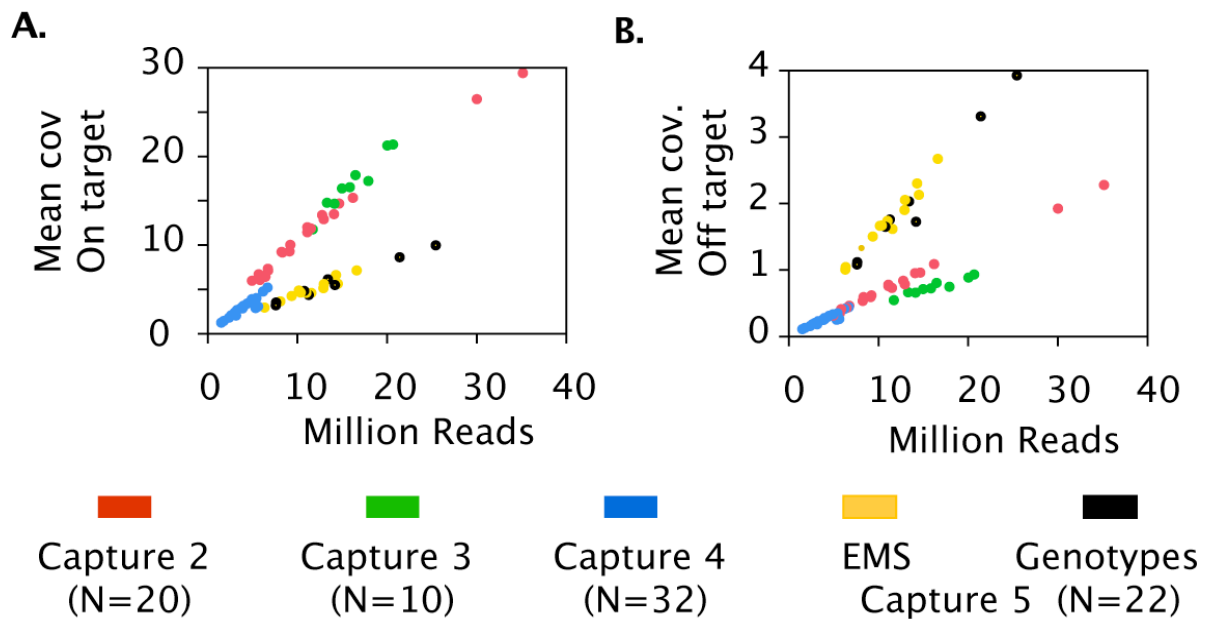 A.
B.
Mean cov
On target
30
20
10
0
0 10 20 30 40
Million Reads
Mean cov.
Off target
4
3
2
1
0
0 10 20 30 40
Million Reads
Capture 2 Capture 3 Capture 4 EMS Genotypes
(N=20) (N=10) (N=32) Capture 5 (N=22)